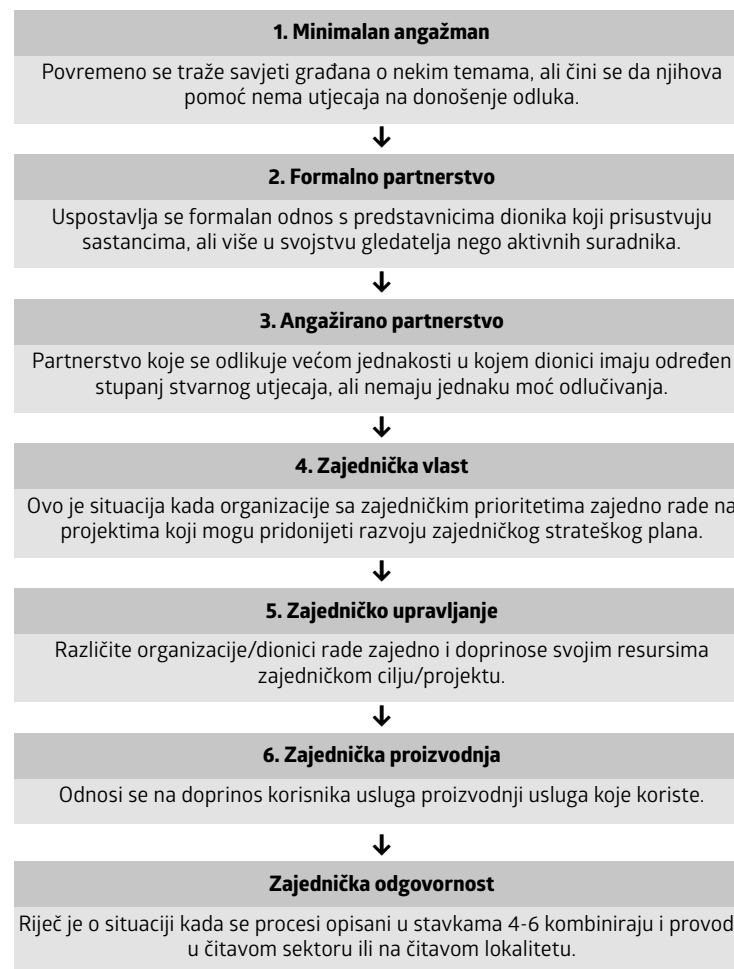 1. Minimalan angažman
Povremeno se traže savjeti građana o nekim temama, ali čini se da njihova
pomoć nema utjecaja na donošenje odluka.
2. Formalno partnerstvo
Uspostavlja se formalan odnos s predstavnicima dionika koji prisustvuju
sastancima, ali više u svojstvu gledatelja nego aktivnih suradnika.
3. Angažirano partnerstvo
Partnerstvo koje se odlikuje većom jednakosti u kojem dionici imaju određen
stupanj stvarnog utjecaja, ali nemaju jednaku moć odlučivanja.
4. Zajednička vlast
Ovo je situacija kada organizacije sa zajedničkim prioritetima zajedno rade na
projektima koji mogu pridonijeti razvoju zajedničkog strateškog plana.
5. Zajedničko upravljanje
Različite organizacije/dionici rade zajedno i doprinose svojim resursima
zajedničkom cilju/projektu.
6. Zajednička proizvodnja
Odnosi se na doprinos korisnika usluga proizvodnji usluga koje koriste.
Zajednička odgovornost
Riječ je o situaciji kada se procesi opisani u stavkama 4-6 kombiniraju i provod
u čitavom sektoru ili na čitavom lokalitetu.